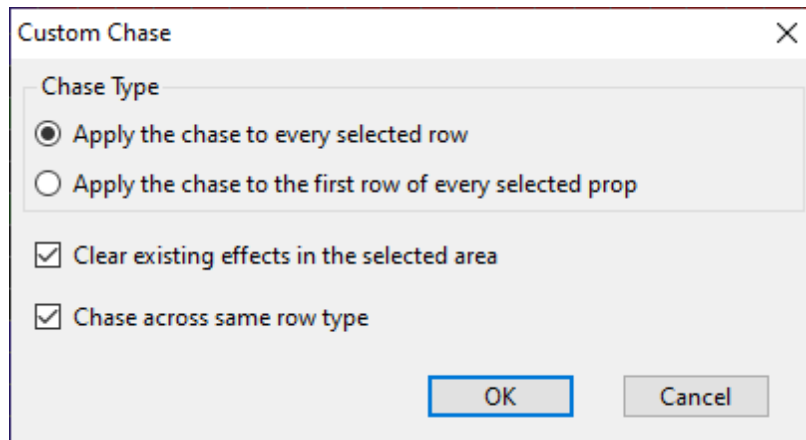 Custom Chase
Chase Type
Apply the chase to every selected row
Apply the chase to the first row of every selected prop
Clear existing effects in the selected area
Chase across same row type
OK
Cancel